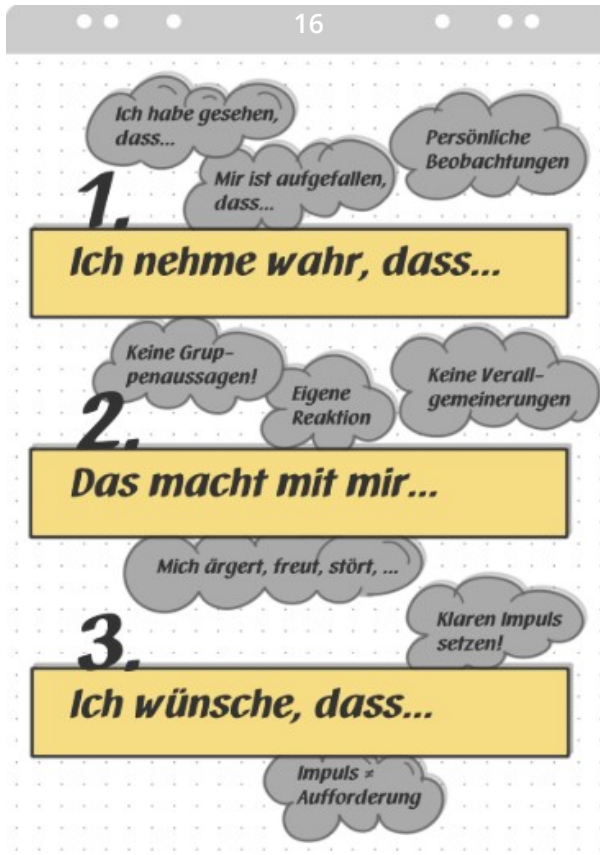 16
Ich habe gesehen,
dass...
Mir ist aufgefallen,
dass...
Persönliche
Beobachtungen
1.
Ich nehme wahr, dass...
Keine Grup-
penaussagen!
Eigene
Reaktion
Keine Verall-
gemeinerungen
2.
Das macht mit mir...
Mich ärgert, freut, stört, ...
Klaren Impuls
setzen!
3.
Ich wünsche, dass...
Impuls ≠
Aufforderung